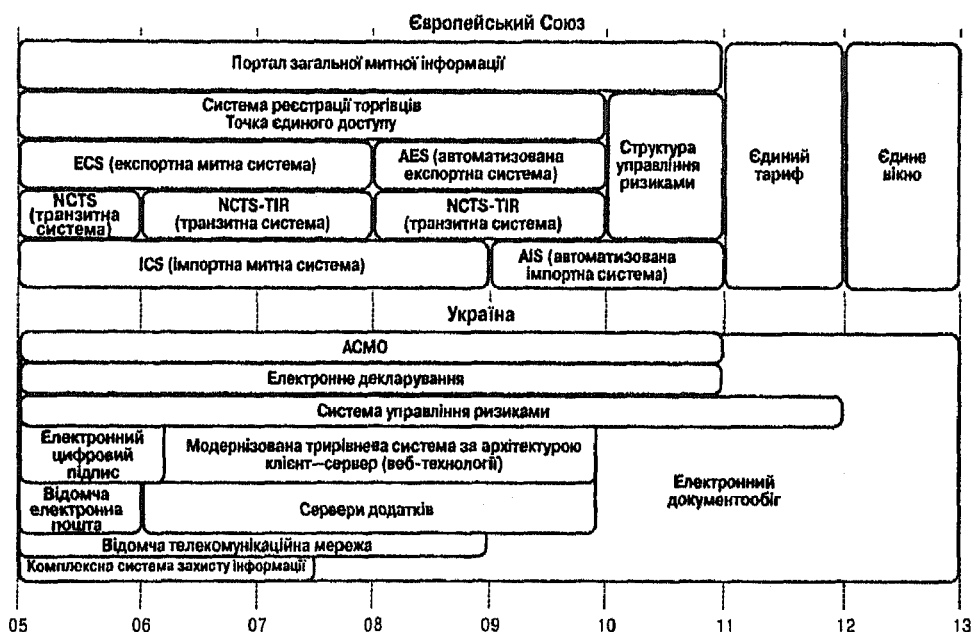 Європейський Союз
Портал загальної митної інформації
Система реєстрації торгівців
Точка єдиного доступу
ECS (експортна митна система)
AES (автоматизована
експортна система)
Структура
управління
ризиками
Єдиний
тариф
Єдине
вікно
NCTS
(транзитна
система)
NCTS-TIR
(транзитна система)
NCTS-TIR
(транзитна система)
ICS (імпортна митна система)
AIS (автоматизована
імпортна система)
Україна
АСМО
Електронне декларування
Система управління ризиками
Електронний
цифровий
підпис
Модернізована трирівнева система за архітектурою
клієнт–сервер (веб-технології)
Електронний
документообіг
Відомча
електронна
пошта
Сервери додатків
Відомча телекомунікаційна мережа
Комплексна система захисту інформації
05 06 07 08 09 10 11 12 13